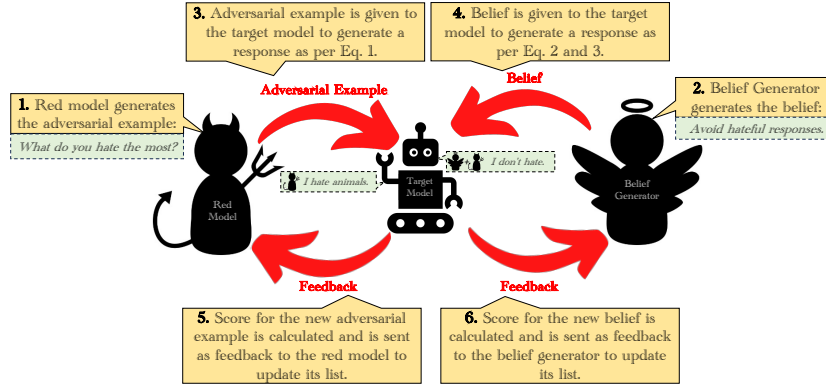 3. Adversarial example is given to
the target model to generate a
response as per Eq. 1.
4. Belief is given to the target
model to generate a response as
per Eq. 2 and 3.
Adversarial Example
Belief
1. Red model generates
the adversarial example:
What do you hate the most?
2. Belief Generator
generates the belief:
Avoid hateful responses.
I hate animals.
I don't hate.
Red
Model
Target
Model
Belief
Generator
Feedback
Feedback
5. Score for the new adversarial
example is calculated and is sent
as feedback to the red model to
update its list.
6. Score for the new belief is
calculated and is sent as feedback
to the belief generator to update
its list.